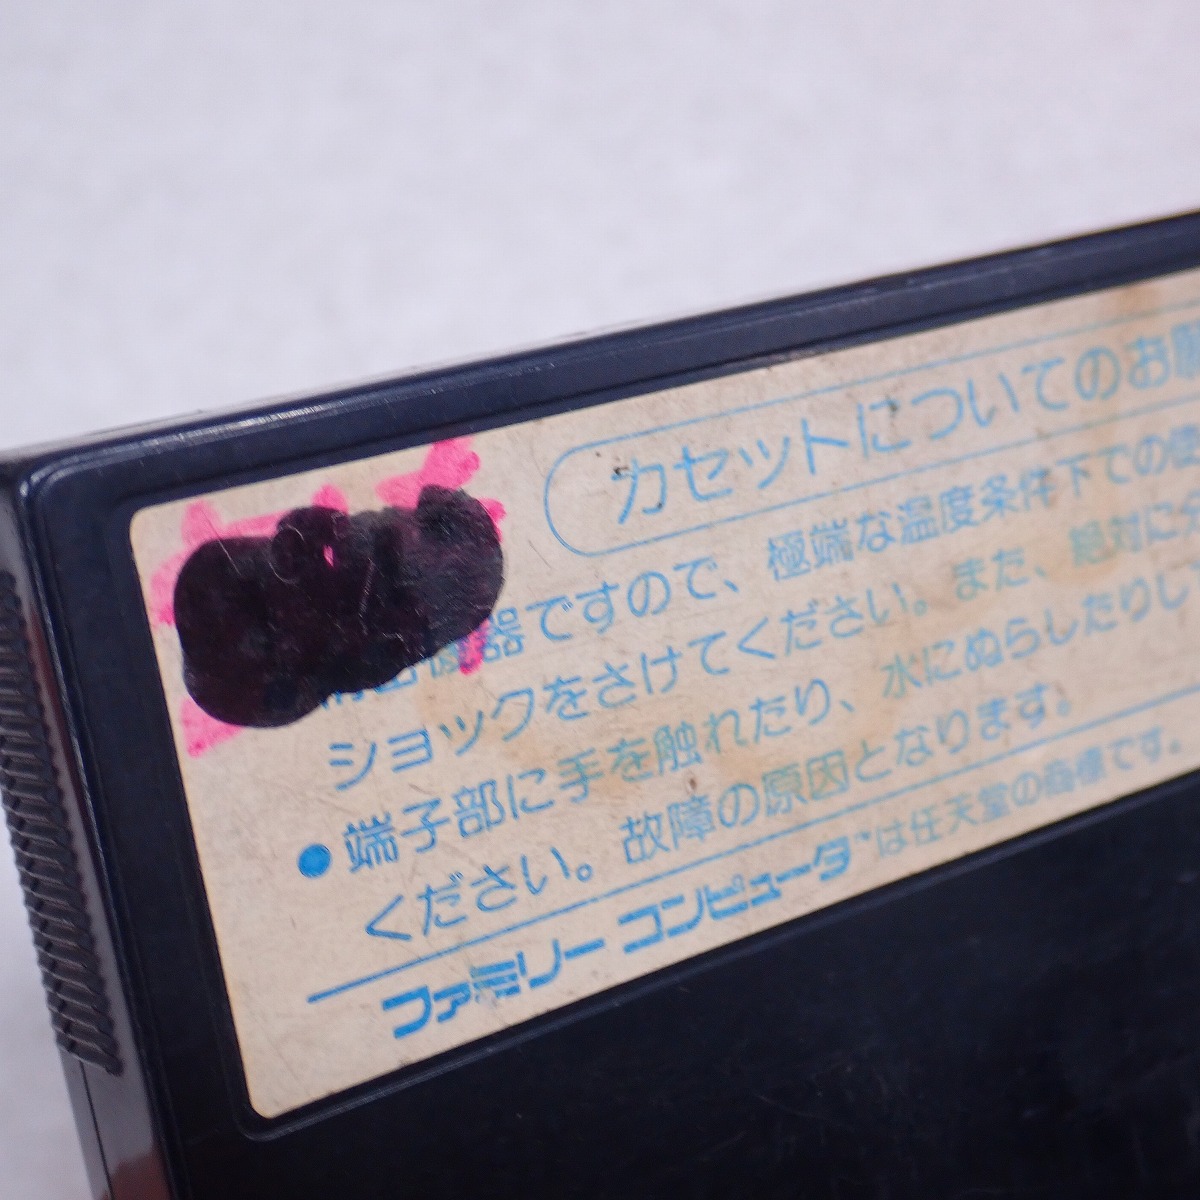 カセットについてのお願
機器ですので、極端な温度条件下での使
ショックをさけてください。また、絶対に分
●端子部に手を触れたり、水にぬらしたりし
ください。故障の原因となります。
ファミリーコンピュータ™は任天堂の商標です。